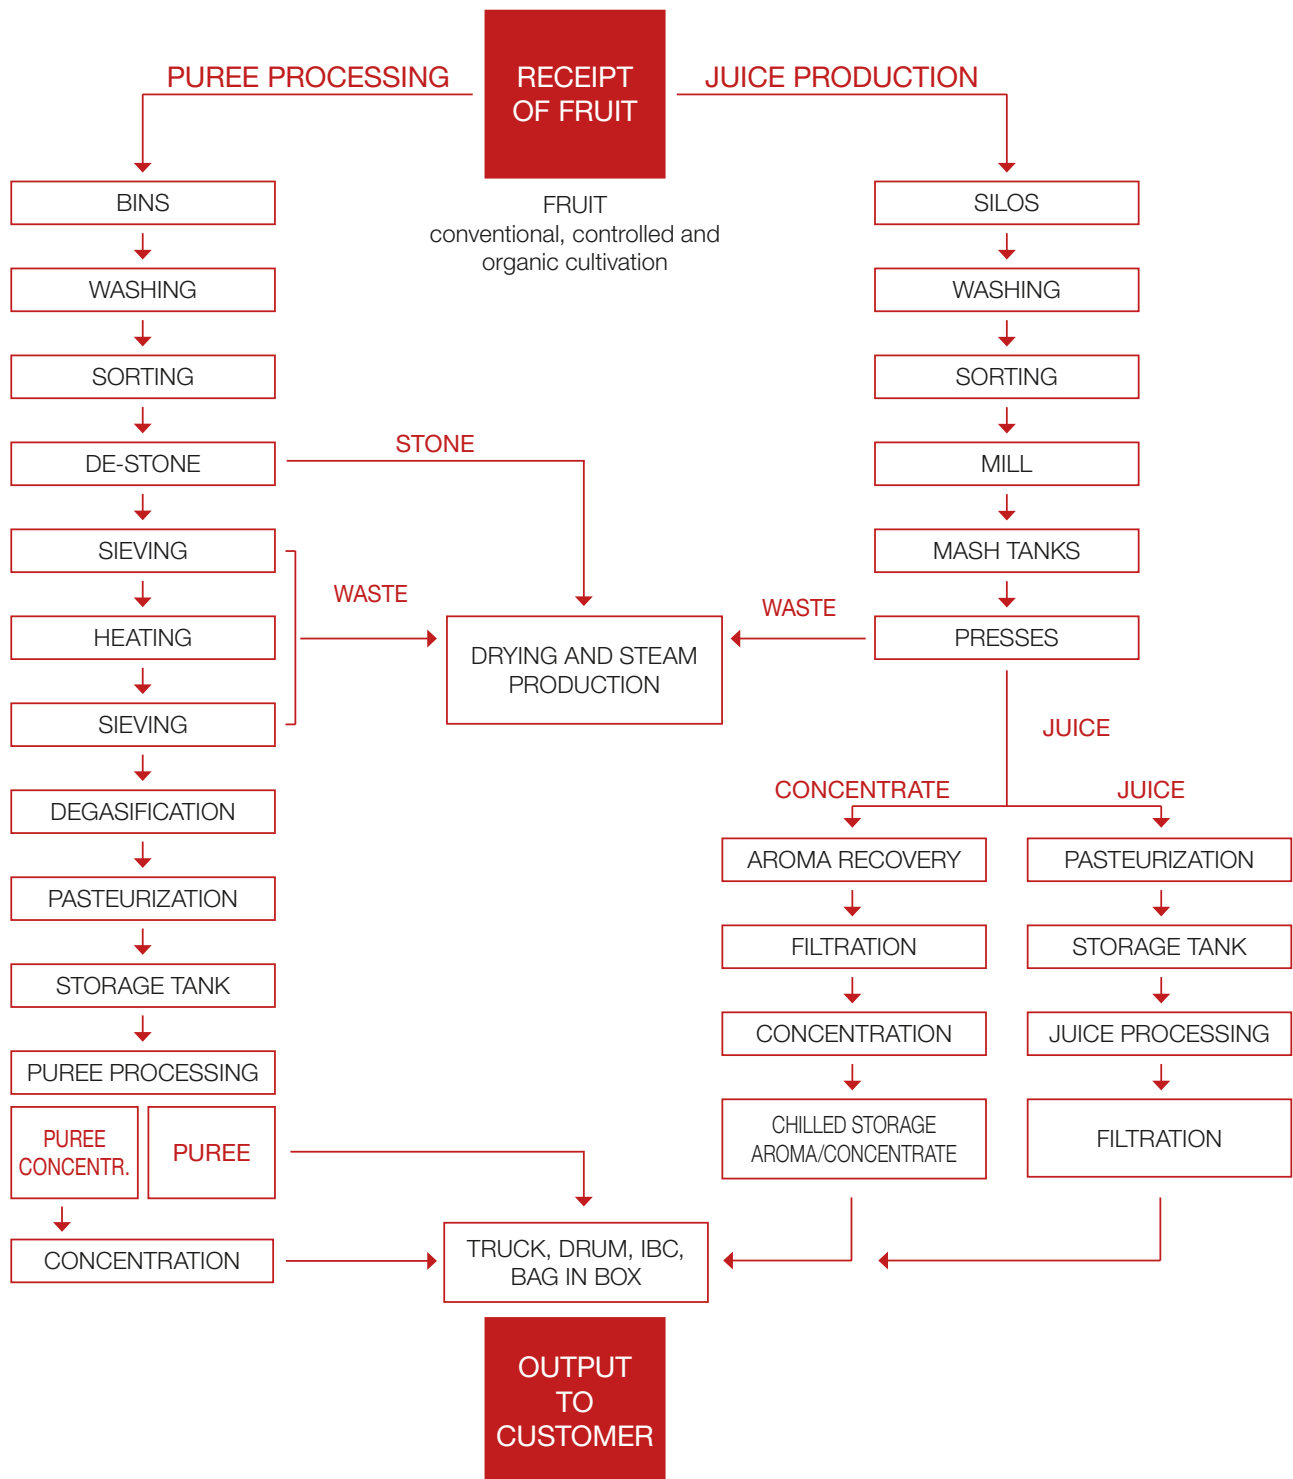 PUREE PROCESSING
RECEIPT
OF FRUIT
JUICE PRODUCTION
FRUIT
conventional, controlled and
organic cultivation
BINS
WASHING
SORTING
DE-STONE
STONE
SIEVING
HEATING
SIEVING
WASTE
DEGASIFICATION
PASTEURIZATION
STORAGE TANK
PUREE PROCESSING
PUREE
CONCENTR.
PUREE
CONCENTRATION
DRYING AND STEAM
PRODUCTION
SILOS
WASHING
SORTING
MILL
MASH TANKS
PRESSES
WASTE
JUICE
CONCENTRATE
AROMA RECOVERY
FILTRATION
CONCENTRATION
CHILLED STORAGE
AROMA/CONCENTRATE
JUICE
PASTEURIZATION
STORAGE TANK
JUICE PROCESSING
FILTRATION
TRUCK, DRUM, IBC,
BAG IN BOX
OUTPUT
TO
CUSTOMER